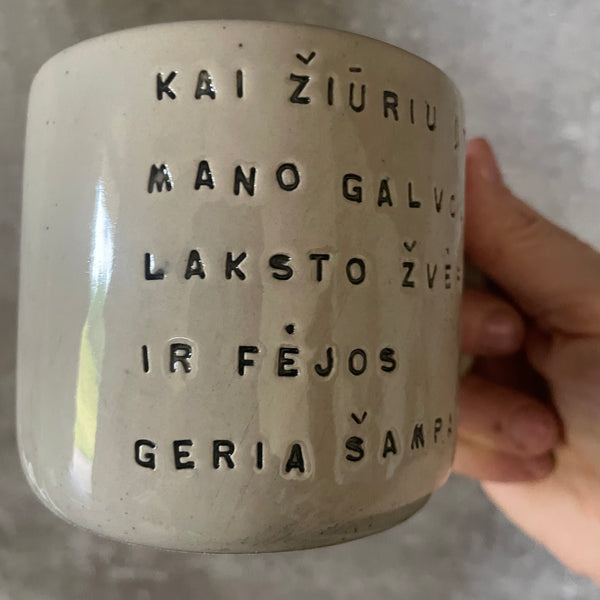 KAI ŽIŪRIU
MANO
LAKSTO
IR FĖJOS
GERIA